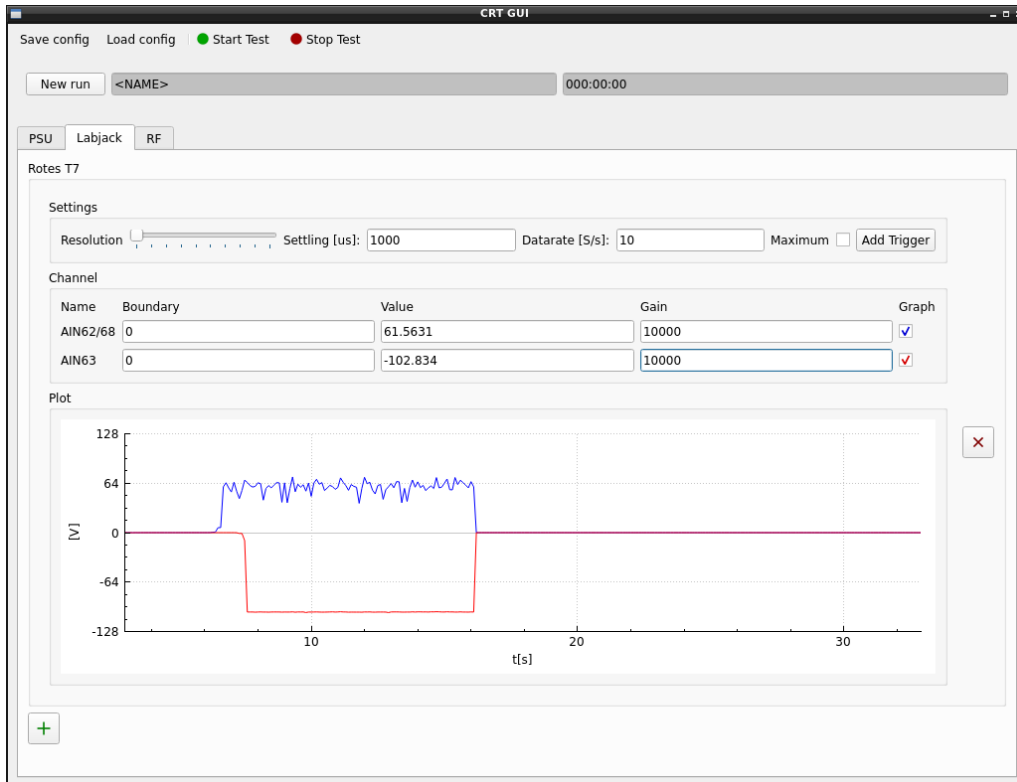 CRT GUI
Save config Load config Start Test Stop Test
New run <NAME> 000:00:00
PSU Labjack RF
Rotes T7
Settings
Resolution Settling [us]: 1000 Datarate [S/s]: 10 Maximum Add Trigger
Channel
Name Boundary Value Gain Graph
AIN62/68 0 61.5631 10000
AIN63 0 -102.834 10000
Plot
128
64
0
-64
-128
[V]
10 20 30
t[s]